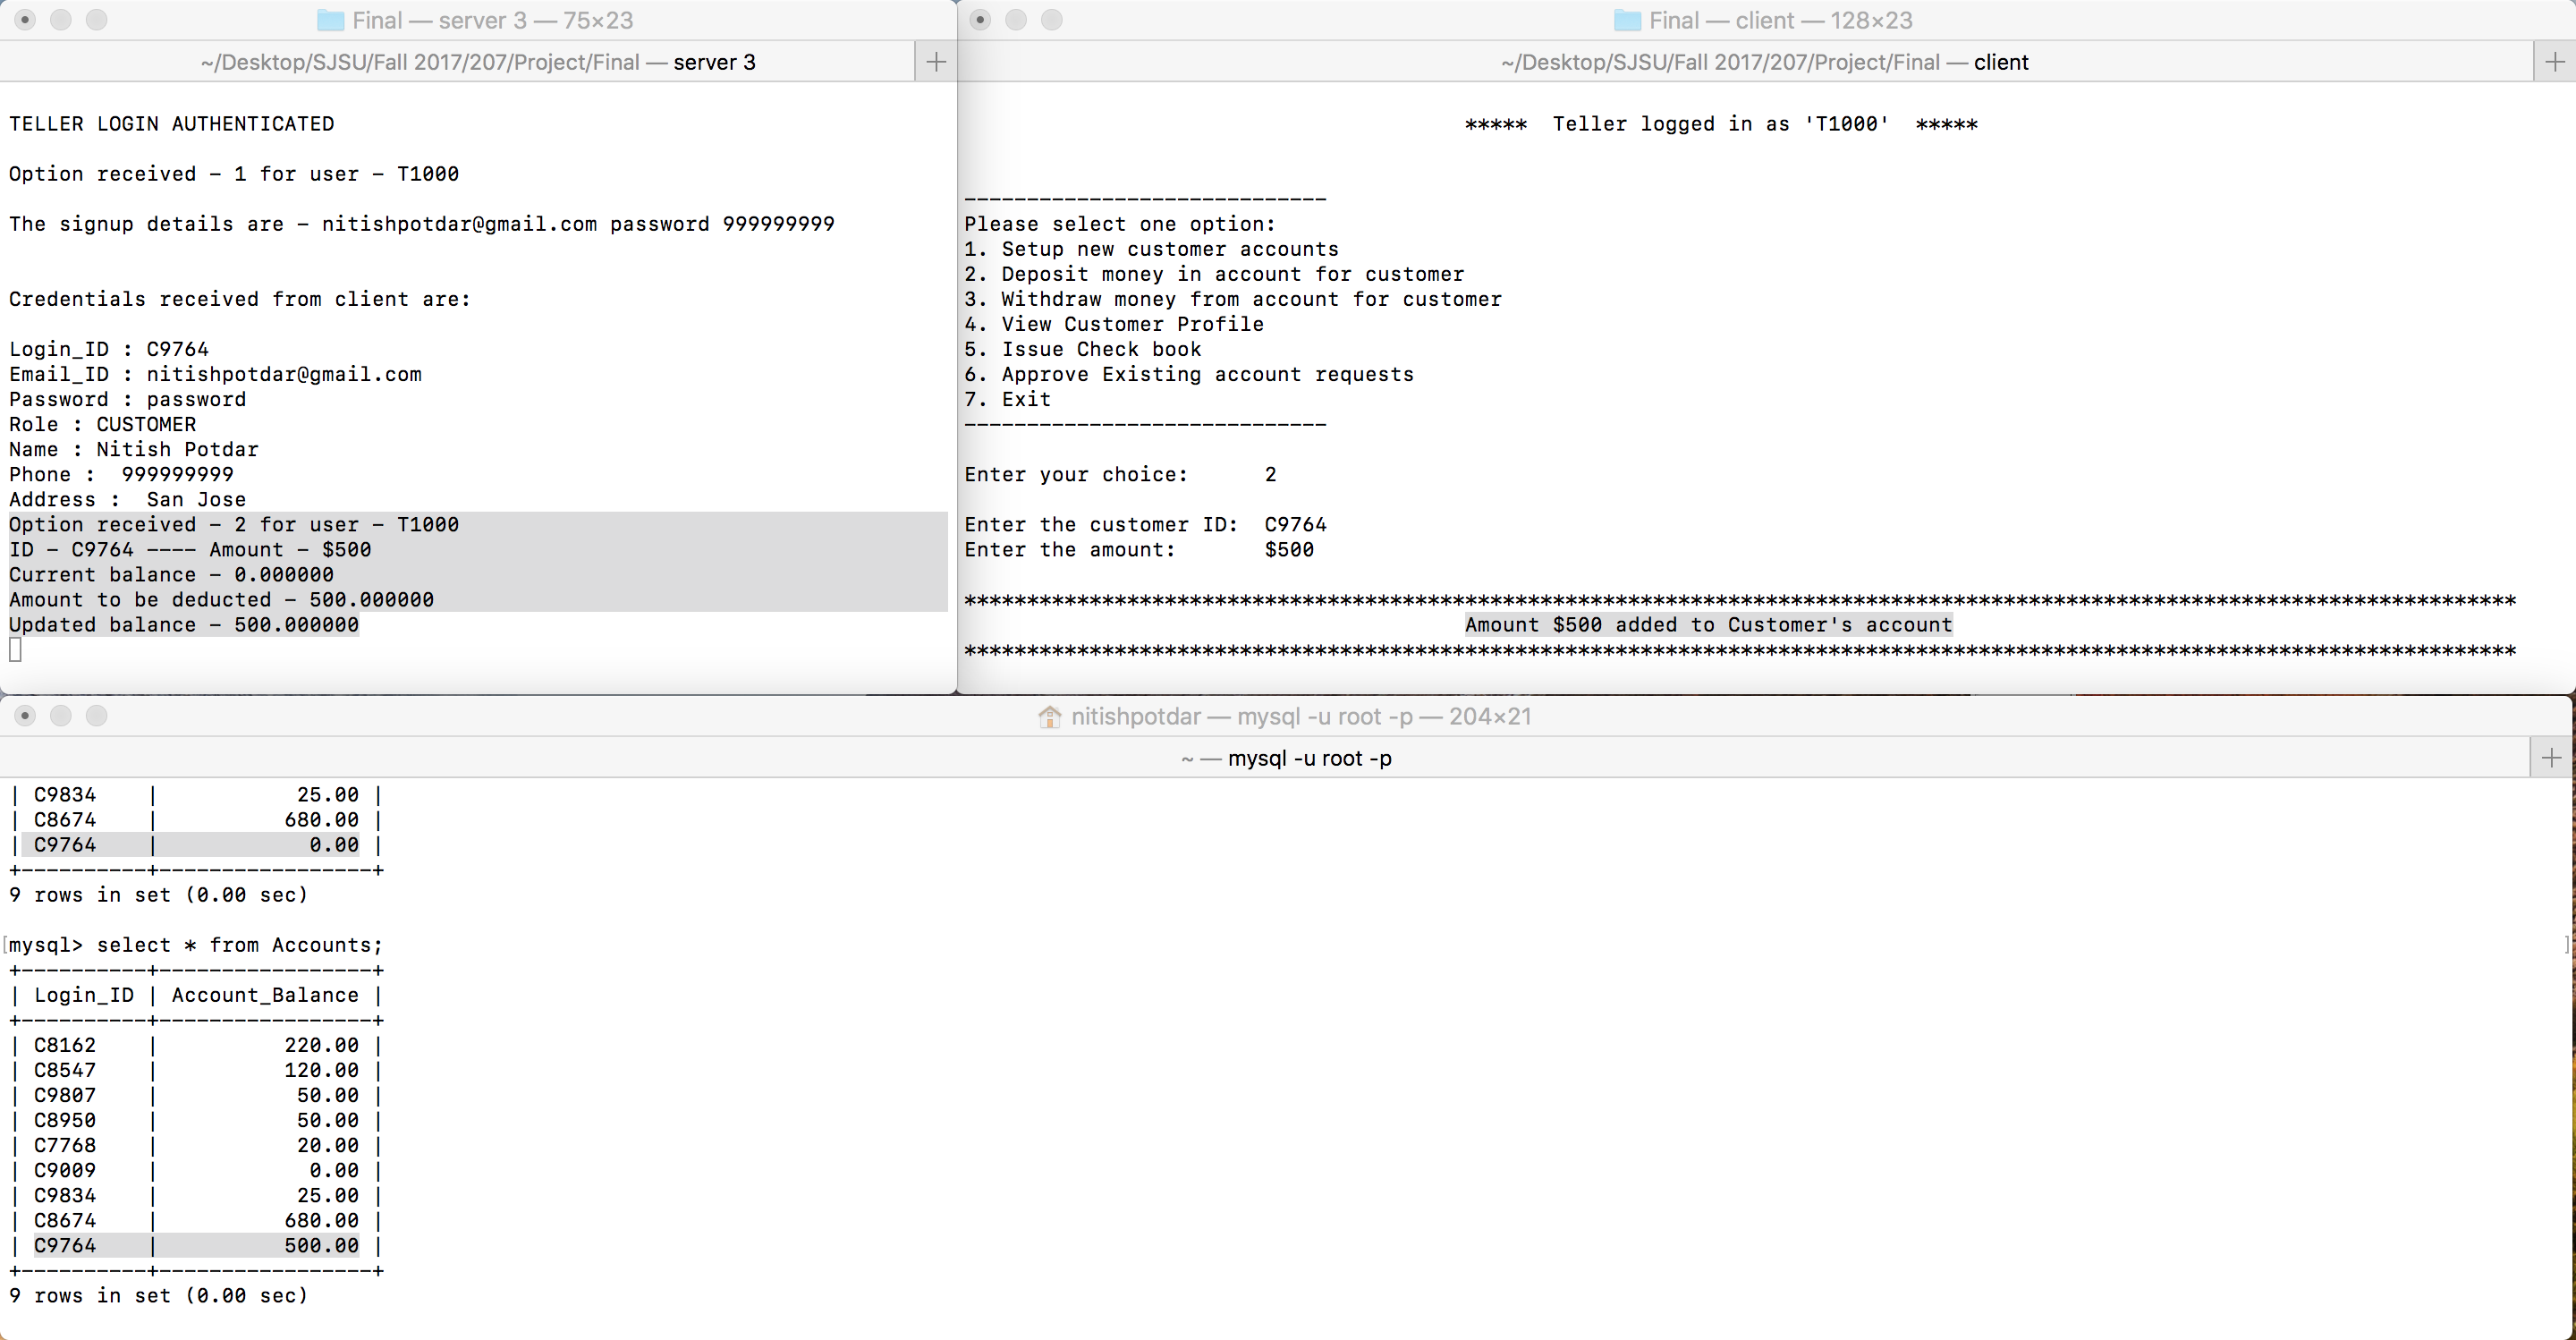 Final — server 3 — 75×23
~/Desktop/SJSU/Fall 2017/207/Project/Final — server 3
TELLER LOGIN AUTHENTICATED
Option received - 1 for user - T1000
The signup details are - nitishpotdar@gmail.com password 999999999
Credentials received from client are:
Login_ID : C9764
Email_ID : nitishpotdar@gmail.com
Password : password
Role : CUSTOMER
Name : Nitish Potdar
Phone :  999999999
Address :  San Jose
Option received - 2 for user - T1000
ID - C9764 ---- Amount - $500
Current balance - 0.000000
Amount to be deducted - 500.000000
Updated balance - 500.000000
Final — client — 128×23
~/Desktop/SJSU/Fall 2017/207/Project/Final — client
*****  Teller logged in as 'T1000'  *****
-----------------------------
Please select one option:
1. Setup new customer accounts
2. Deposit money in account for customer
3. Withdraw money from account for customer
4. View Customer Profile
5. Issue Check book
6. Approve Existing account requests
7. Exit
-----------------------------
Enter your choice:      2
Enter the customer ID:  C9764
Enter the amount:       $500
****************************************************************************************************************************
Amount $500 added to Customer's account
****************************************************************************************************************************
nitishpotdar — mysql -u root -p — 204×21
~ — mysql -u root -p
| C9834    |           25.00 |
| C8674    |          680.00 |
| C9764    |            0.00 |
+----------+-----------------+
9 rows in set (0.00 sec)
[mysql> select * from Accounts; ]
+----------+-----------------+
| Login_ID | Account_Balance |
+----------+-----------------+
| C8162    |          220.00 |
| C8547    |          120.00 |
| C9807    |           50.00 |
| C8950    |           50.00 |
| C7768    |           20.00 |
| C9009    |            0.00 |
| C9834    |           25.00 |
| C8674    |          680.00 |
| C9764    |          500.00 |
+----------+-----------------+
9 rows in set (0.00 sec)